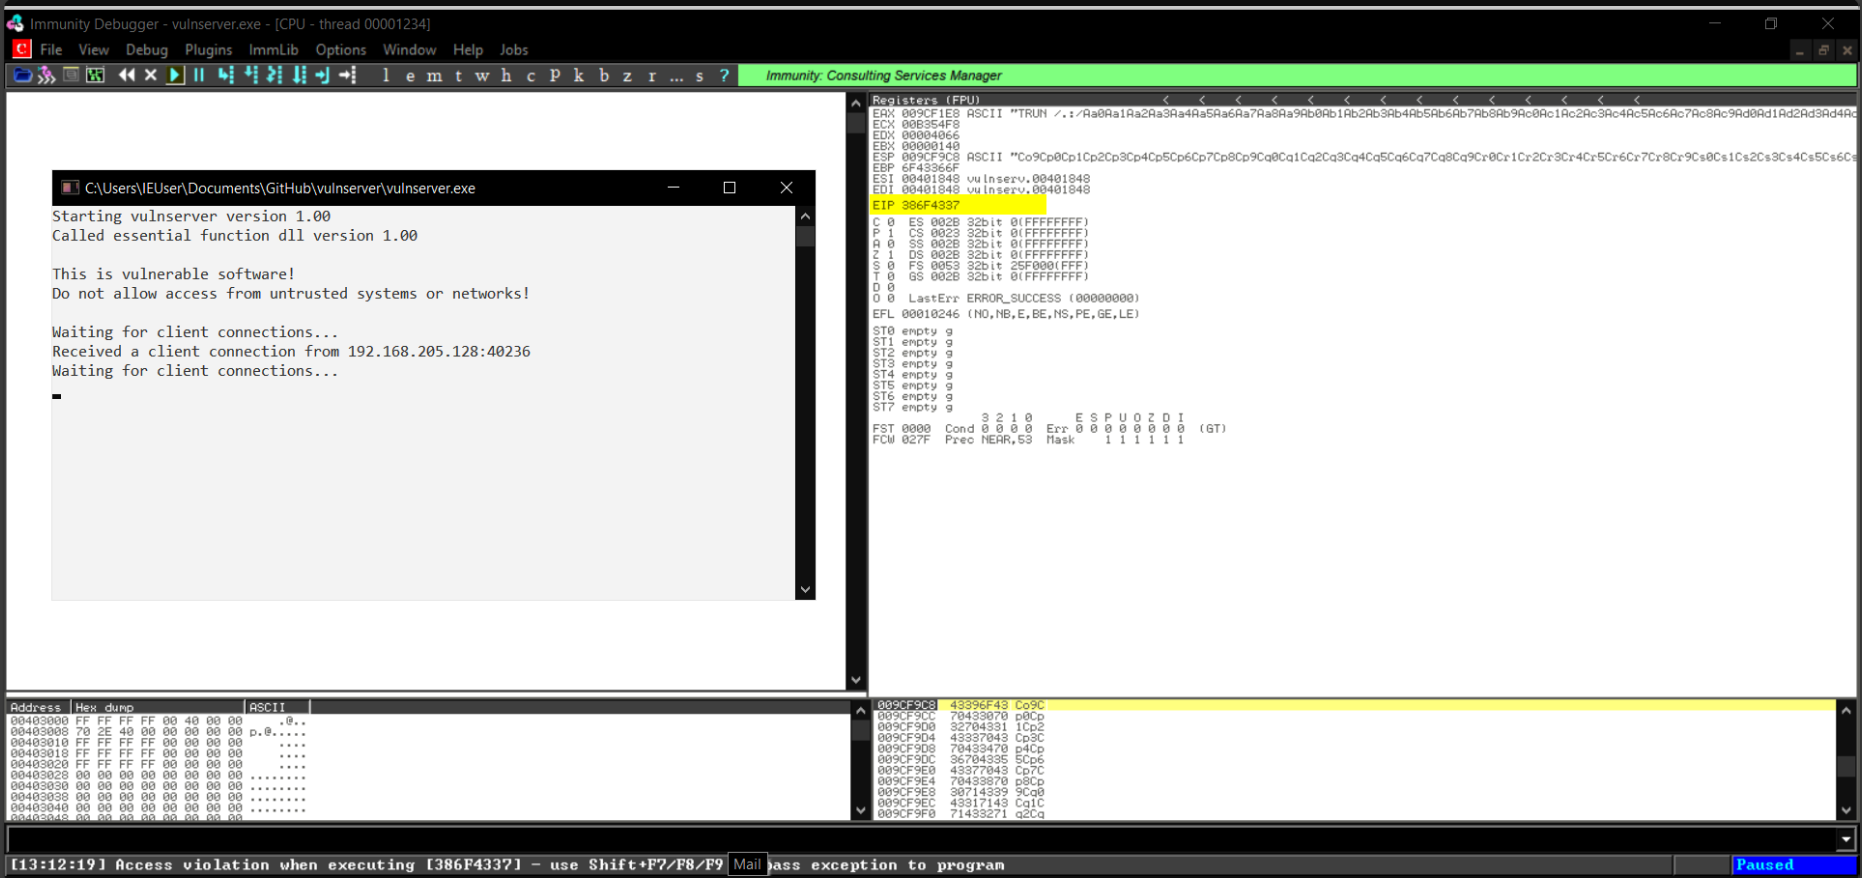 Immunity Debugger - vulnserver.exe - [CPU - thread 00001234]
C File View Debug Plugins ImmLib Options Window Help Jobs
l e m t w h c P k b z r ... s ?
Immunity: Consulting Services Manager
C:\Users\IEUser\Documents\GitHub\vulnserver\vulnserver.exe
Starting vulnserver version 1.00
Called essential function dll version 1.00
This is vulnerable software!
Do not allow access from untrusted systems or networks!
Waiting for client connections...
Received a client connection from 192.168.205.128:40236
Waiting for client connections...
Registers (FPU) < < < < < < < < < < < < < <
EAX 009CF1E8 ASCII "TRUN /.:/Aa0Aa1Aa2Aa3Aa4Aa5Aa6Aa7Aa8Aa9Ab0Ab1Ab2Ab3Ab4Ab5Ab6Ab7Ab8Ab9Ac0Ac1Ac2Ac3Ac4Ac5Ac6Ac7Ac8Ac9Ad0Ad1Ad2Ad3Ad4Ac
ECX 00B354F8
EDX 00004066
EBX 00000140
ESP 009CF9C8 ASCII "Co9Cp0Cp1Cp2Cp3Cp4Cp5Cp6Cp7Cp8Cp9Cq0Cq1Cq2Cq3Cq4Cq5Cq6Cq7Cq8Cq9Cr0Cr1Cr2Cr3Cr4Cr5Cr6Cr7Cr8Cr9Cs0Cs1Cs2Cs3Cs4Cs5Cs6Cs
EBP 6F43366F
ESI 00401848 vulnserv.00401848
EDI 00401848 vulnserv.00401848
EIP 386F4337
C 0 ES 002B 32bit 0(FFFFFFFF)
P 1 CS 0023 32bit 0(FFFFFFFF)
A 0 SS 002B 32bit 0(FFFFFFFF)
Z 1 DS 002B 32bit 0(FFFFFFFF)
S 0 FS 0053 32bit 25F000(FFF)
T 0 GS 002B 32bit 0(FFFFFFFF)
D 0
O 0 LastErr ERROR_SUCCESS (00000000)
EFL 00010246 (NO,NB,E,BE,NS,PE,GE,LE)
ST0 empty g
ST1 empty g
ST2 empty g
ST3 empty g
ST4 empty g
ST5 empty g
ST6 empty g
ST7 empty g
3 2 1 0 E S P U O Z D I
FST 0000 Cond 0 0 0 0 Err 0 0 0 0 0 0 0 0 (GT)
FCW 027F Prec NEAR,53 Mask 1 1 1 1 1 1
Address Hex dump ASCII
00403000 FF FF FF FF 00 40 00 00 .@..
00403008 70 2E 40 00 00 00 00 00 p.@.....
00403010 FF FF FF FF 00 00 00 00 ....
00403018 FF FF FF FF 00 00 00 00 ....
00403020 FF FF FF FF 00 00 00 00 ....
00403028 00 00 00 00 00 00 00 00 ........
00403030 00 00 00 00 00 00 00 00 ........
00403038 00 00 00 00 00 00 00 00 ........
00403040 00 00 00 00 00 00 00 00 ........
00403048 00 00 00 00 00 00 00 00
009CF9C8 43396F43 Co9C
009CF9CC 70433070 p0Cp
009CF9D0 32704331 1Cp2
009CF9D4 43337043 Cp3C
009CF9D8 70433470 p4Cp
009CF9DC 36704335 5Cp6
009CF9E0 43377043 Cp7C
009CF9E4 70433870 p8Cp
009CF9E8 30714339 9Cq0
009CF9EC 43317143 Cq1C
009CF9F0 71433271 q2Cq
[13:12:19] Access violation when executing [386F4337] - use Shift+F7/F8/F9 Mail pass exception to program
Paused